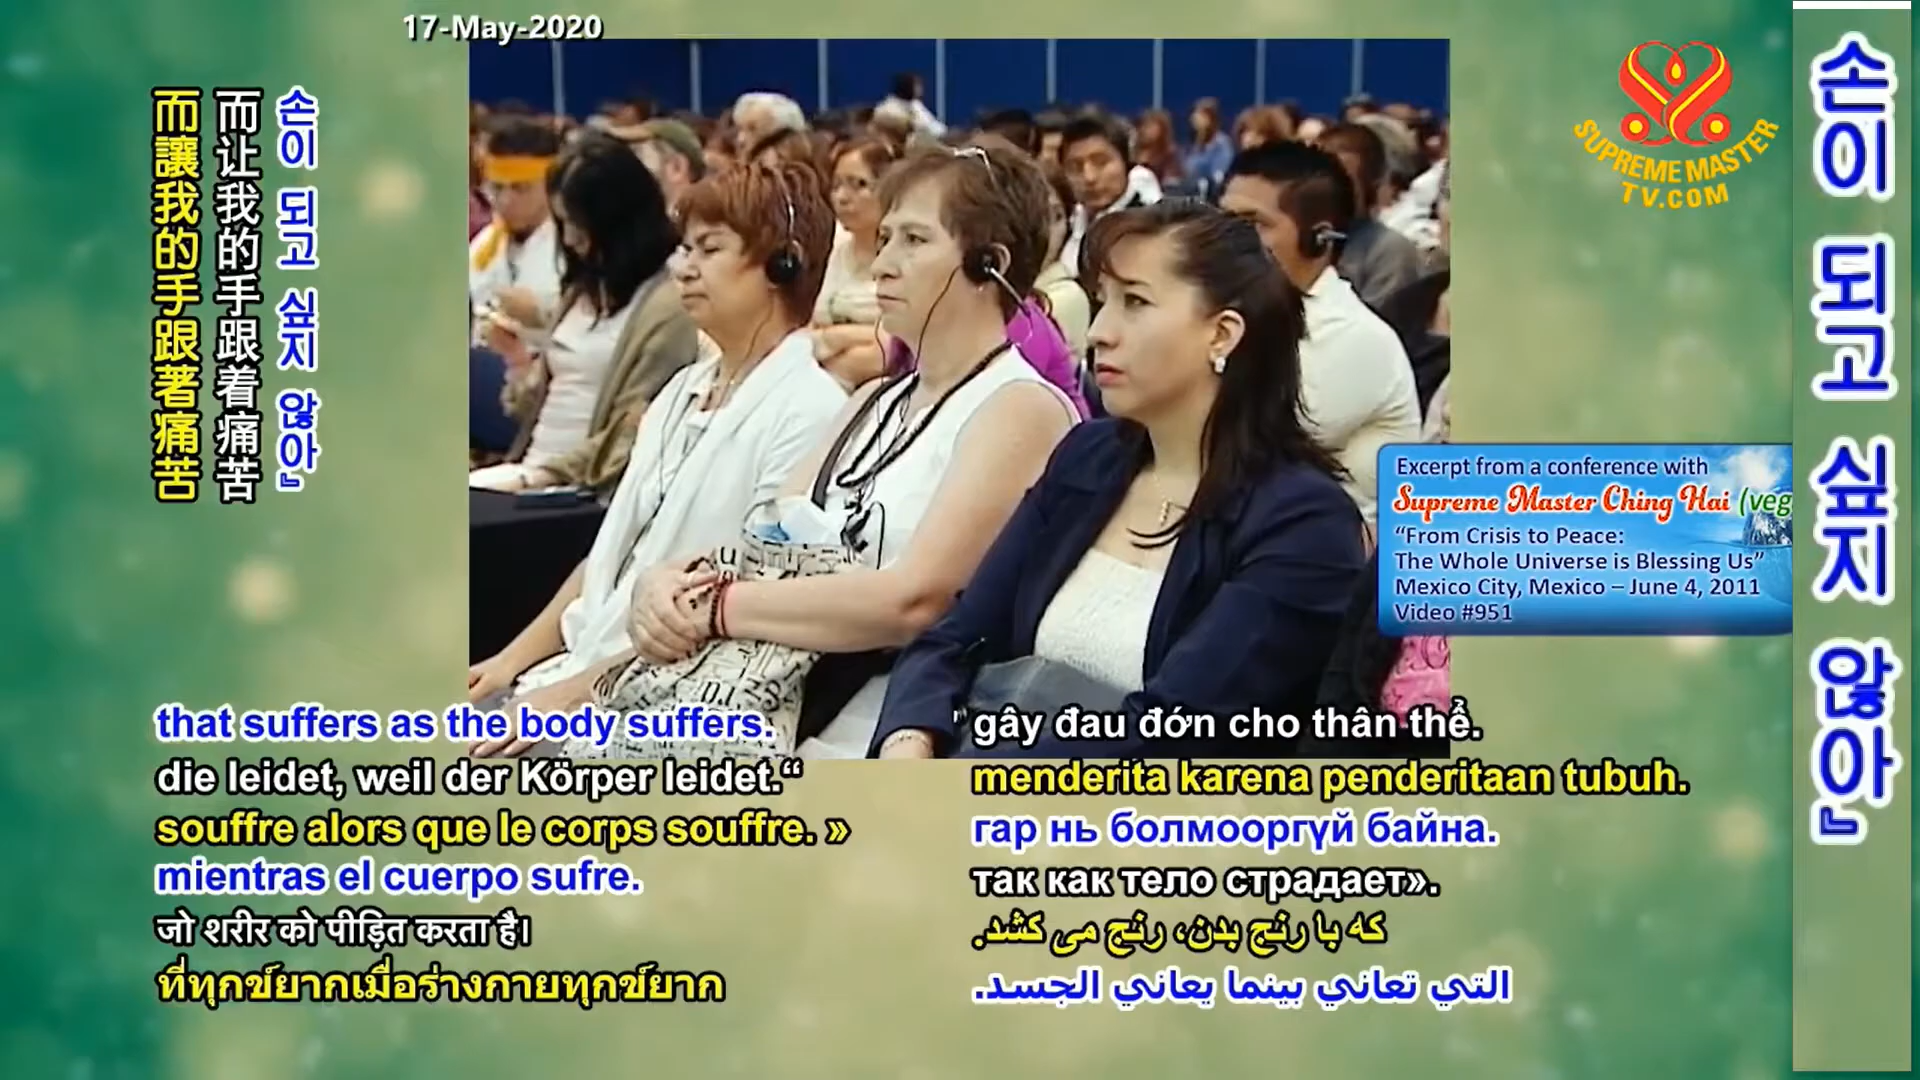 17-May-2020
SUPREME MASTER
TV.COM
손이 되고 싶지 않아』
而让我的手跟着痛苦
而讓我的手跟著痛苦
손이 되고 싶지 않아』
Excerpt from a conference with
Supreme Master Ching Hai (veg
“From Crisis to Peace:
The Whole Universe is Blessing Us”
Mexico City, Mexico – June 4, 2011
Video #951
that suffers as the body suffers.
die leidet, weil der Körper leidet.“
souffre alors que le corps souffre. »
mientras el cuerpo sufre.
जो शरीर को पीड़ित करता है।
ที่ทุกข์ยากเมื่อร่างกายทุกข์ยาก
gây đau đớn cho thân thể.
menderita karena penderitaan tubuh.
гар нь болмооргүй байна.
так как тело страдает».
که با رنج بدن، رنج می کشد.
التي تعاني بينما يعاني الجسد.